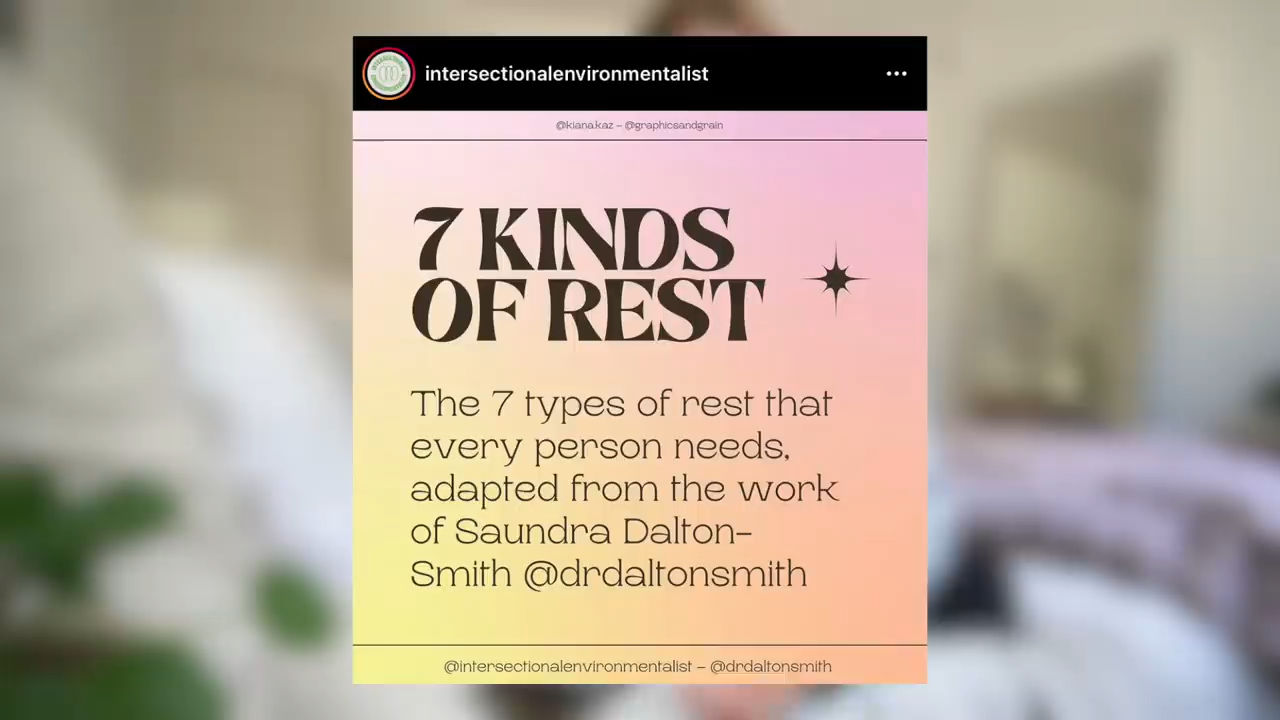 intersectionalenvironmentalist
@kiana.kaz – @graphicsandgrain
7 KINDS
OF REST
The 7 types of rest that
every person needs,
adapted from the work
of Saundra Dalton–
Smith @drdaltonsmith
@intersectionalenvironmentalist – @drdaltonsmith